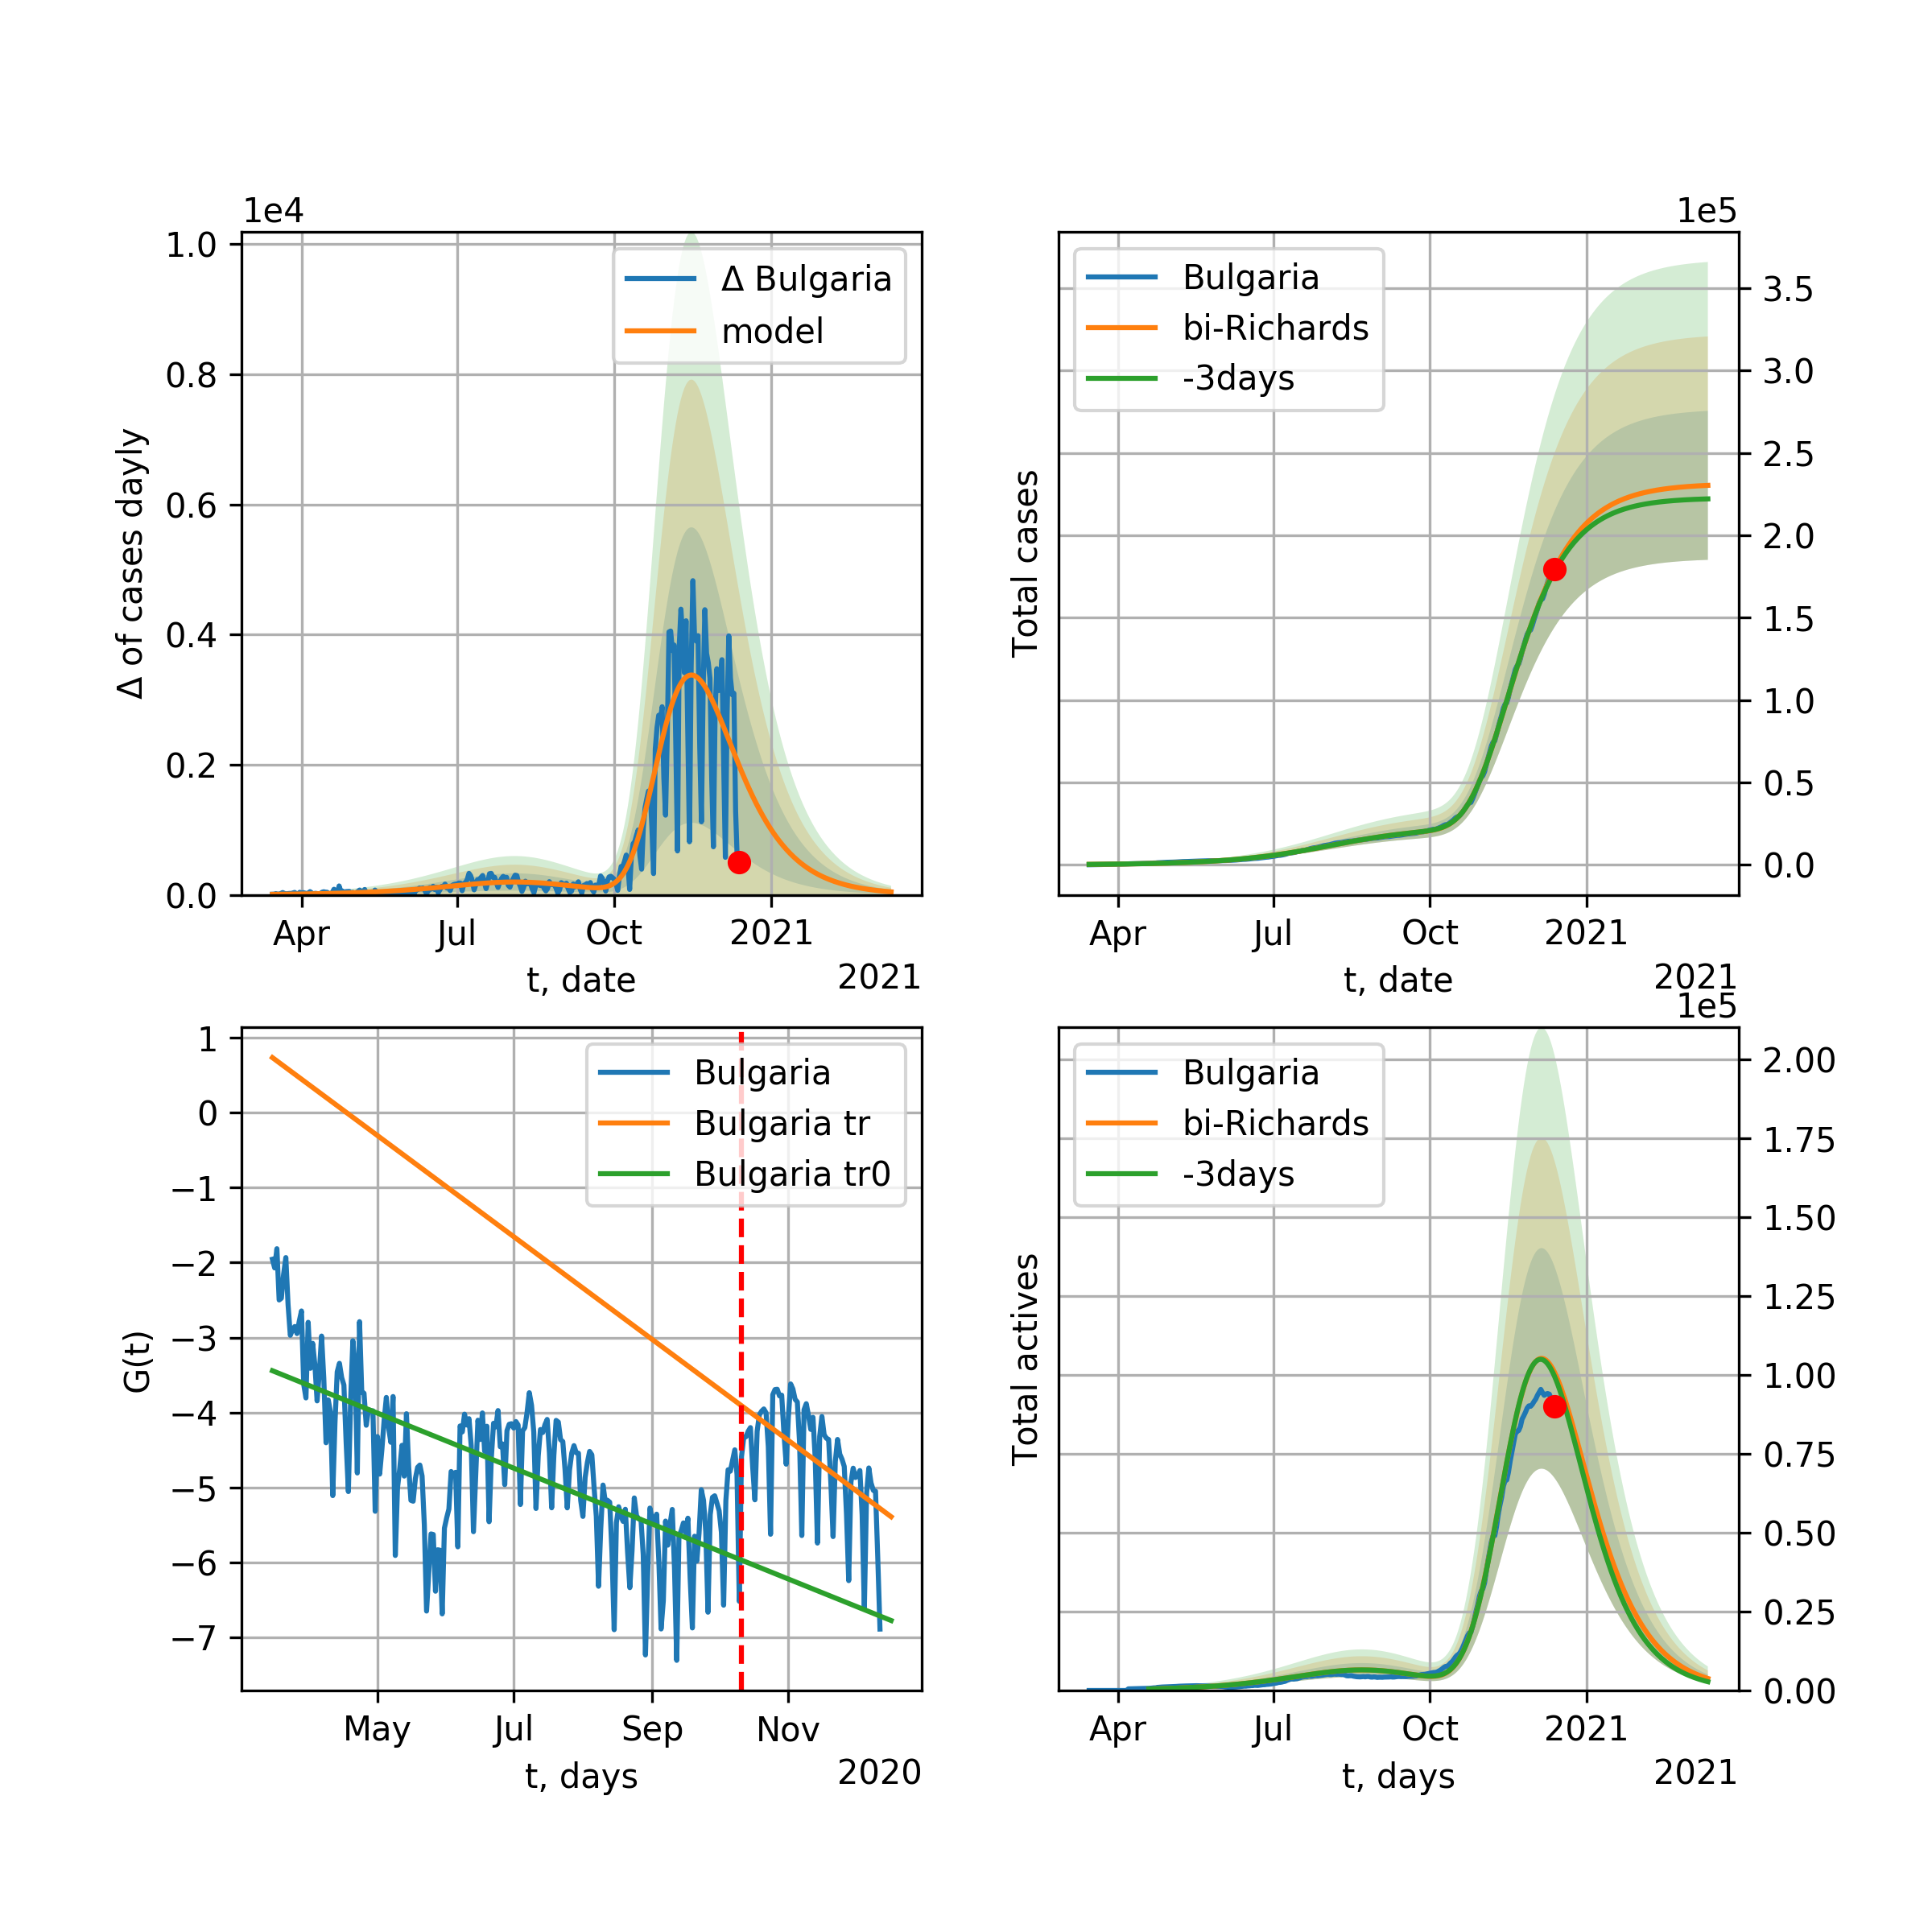 1e4
1.0
0.8
0.6
0.4
0.2
0.0
Δ of cases dayly
Δ Bulgaria
model
Apr Jul Oct 2021
t, date
2021
1e5
Bulgaria
bi-Richards
-3days
Total cases
3.5
3.0
2.5
2.0
1.5
1.0
0.5
0.0
Apr Jul Oct 2021
t, date
2021
1
0
−1
−2
−3
−4
−5
−6
−7
G(t)
Bulgaria
Bulgaria tr
Bulgaria tr0
May Jul Sep Nov
t, days
2020
1e5
Bulgaria
bi-Richards
-3days
Total actives
2.00
1.75
1.50
1.25
1.00
0.75
0.50
0.25
0.00
Apr Jul Oct 2021
t, days
2021